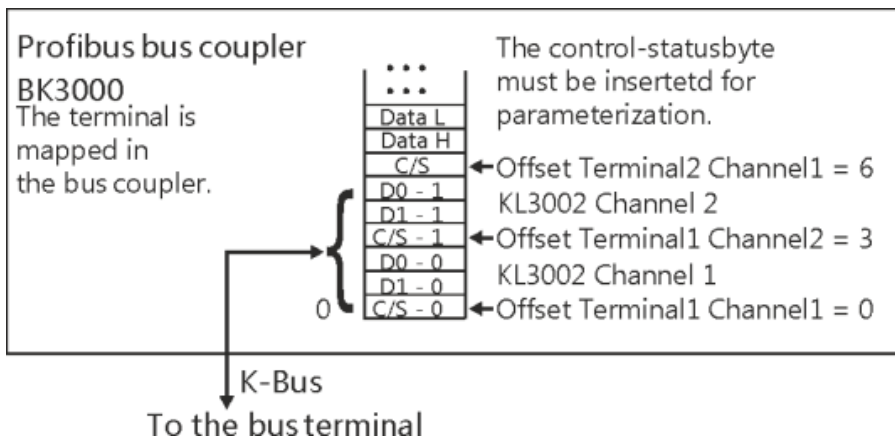 Profibus bus coupler
BK3000
The terminal is
mapped in
the bus coupler.
The control-statusbyte
must be insertetd for
parameterization.
Data L
Data H
C/S
Offset Terminal2 Channel1 = 6
D0 - 1
KL3002 Channel 2
D1 - 1
C/S - 1
Offset Terminal1 Channel2 = 3
D0 - 0
KL3002 Channel 1
D1 - 0
0
C/S - 0
Offset Terminal1 Channel1 = 0
K-Bus
To the bus terminal